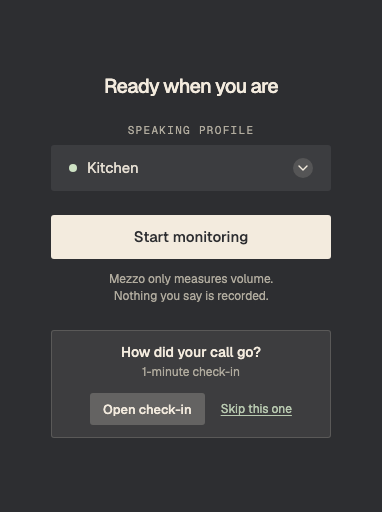 Ready when you are
SPEAKING PROFILE
Kitchen
Start monitoring
Mezzo only measures volume.
Nothing you say is recorded.
How did your call go?
1-minute check-in
Open check-in
Skip this one